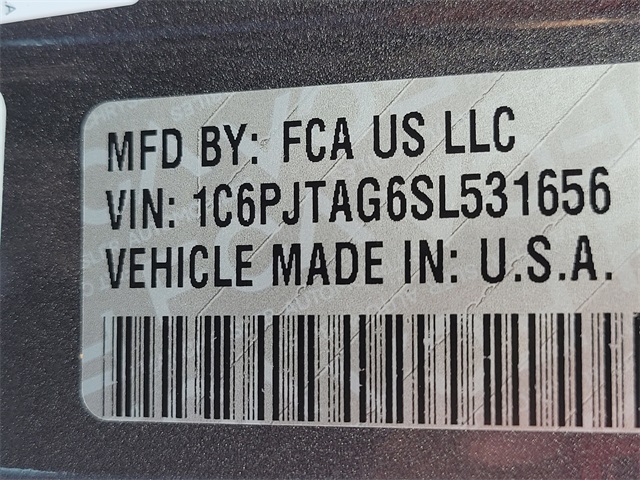 MFD BY: FCA US LLC
VIN: 1C6PJTAG6SL531656
VEHICLE MADE IN: U.S.A.